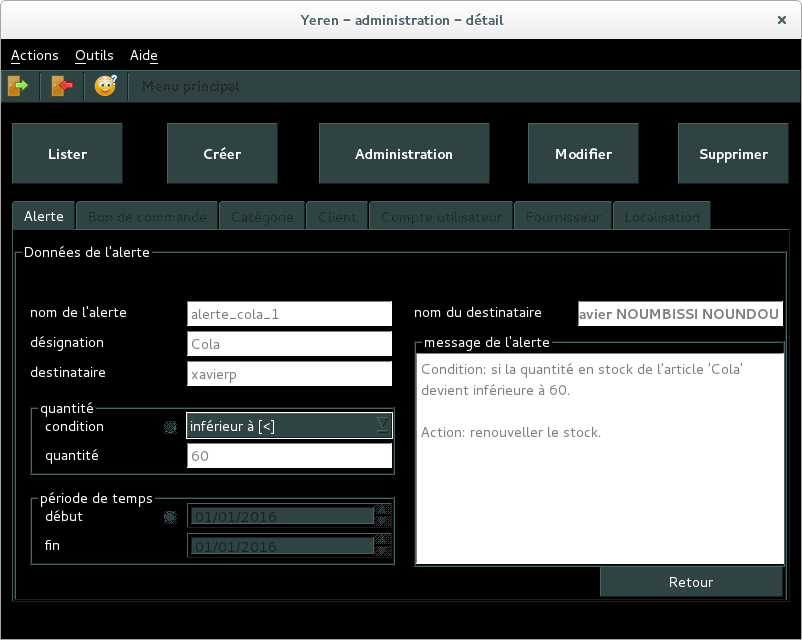 Yeren – administration – détail
Actions Outils Aide
Menu principal
Lister Créer Administration Modifier Supprimer
Alerte Bon de commande Catégorie Client Compte utilisateur Fournisseur Localisation
Données de l'alerte
nom de l'alerte alerte_cola_1 nom du destinataire avier NOUMBISSI NOUNDOU
désignation Cola
destinataire xavierp
message de l'alerte
Condition: si la quantité en stock de l'article 'Cola'
devient inférieure à 60.
Action: renouveller le stock.
quantité
condition inférieur à [<]
quantité 60
période de temps
début 01/01/2016
fin 01/01/2016
Retour